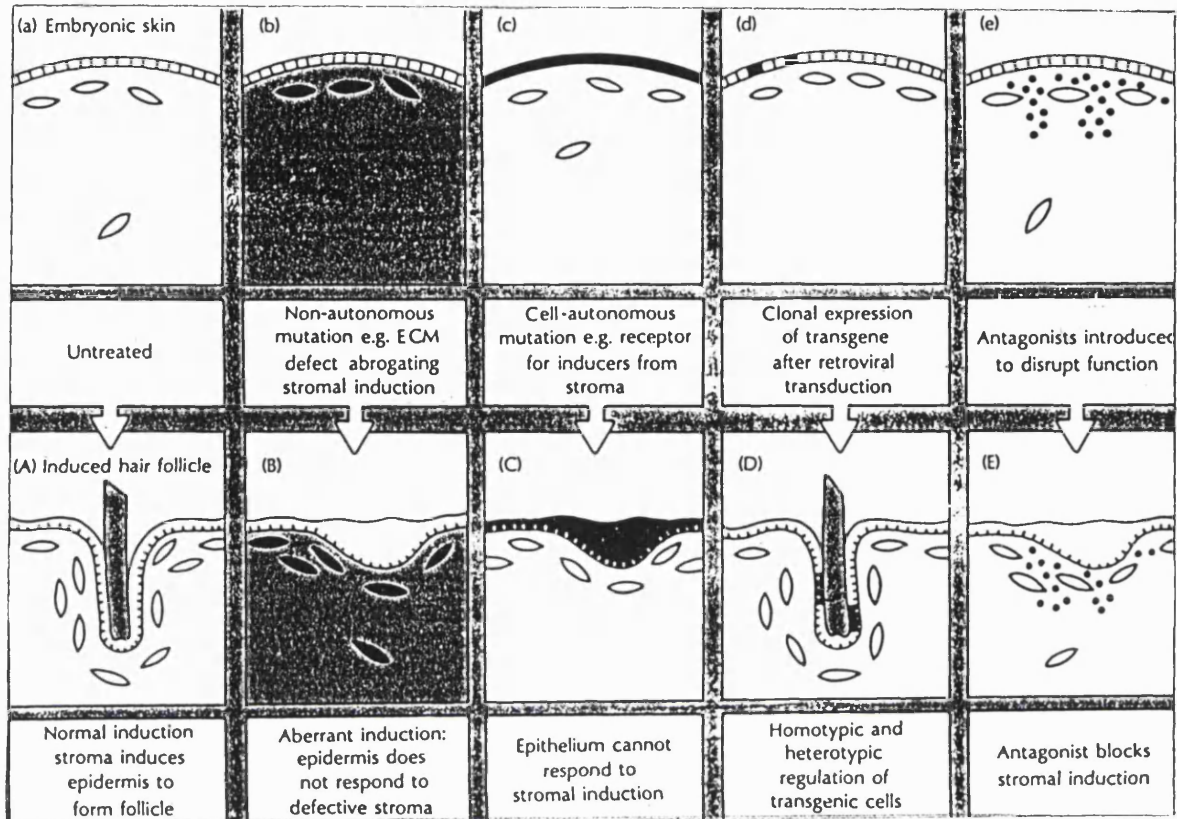 (a) Embryonic skin
(b)
(c)
(d)
(e)
Untreated
Non-autonomous
mutation e.g. ECM
defect abrogating
stromal induction
Cell-autonomous
mutation e.g. receptor
for inducers from
stroma
Clonal expression
of transgene
after retroviral
transduction
Antagonists introduced
to disrupt function
(A) Induced hair follicle
(B)
(C)
(D)
(E)
Normal induction
stroma induces
epidermis to
form follicle
Aberrant induction:
epidermis does
not respond to
defective stroma
Epithelium cannot
respond to
stromal induction
Homotypic and
heterotypic
regulation of
transgenic cells
Antagonist blocks
stromal induction